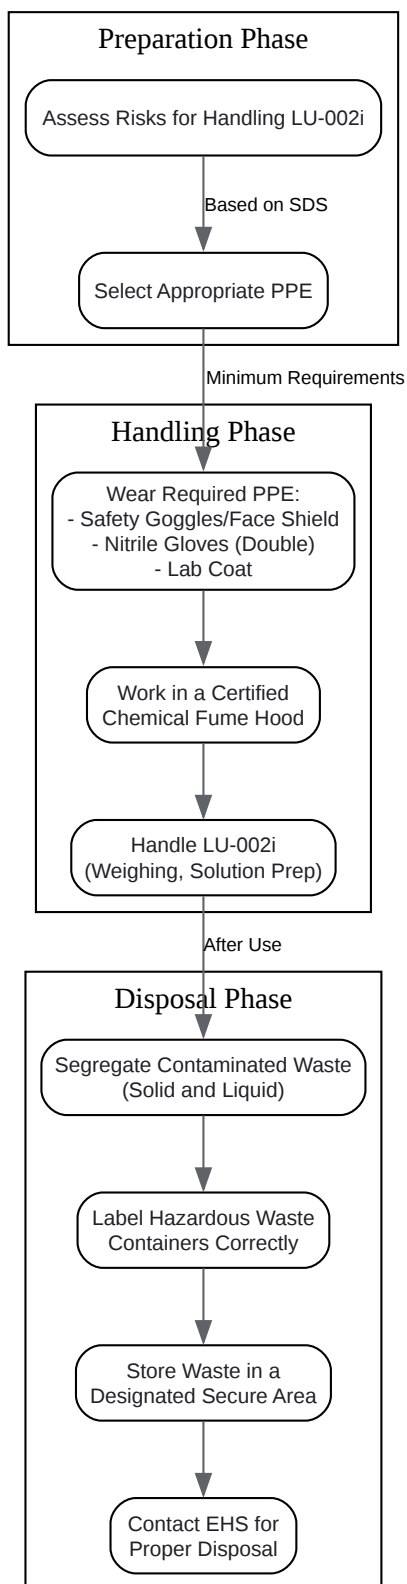 Preparation Phase
Assess Risks for Handling LU-002i
Based on SDS
Select Appropriate PPE
Minimum Requirements
Handling Phase
Wear Required PPE:
- Safety Goggles/Face Shield
- Nitrile Gloves (Double)
- Lab Coat
Work in a Certified
Chemical Fume Hood
Handle LU-002i
(Weighing, Solution Prep)
After Use
Disposal Phase
Segregate Contaminated Waste
(Solid and Liquid)
Label Hazardous Waste
Containers Correctly
Store Waste in a
Designated Secure Area
Contact EHS for
Proper Disposal